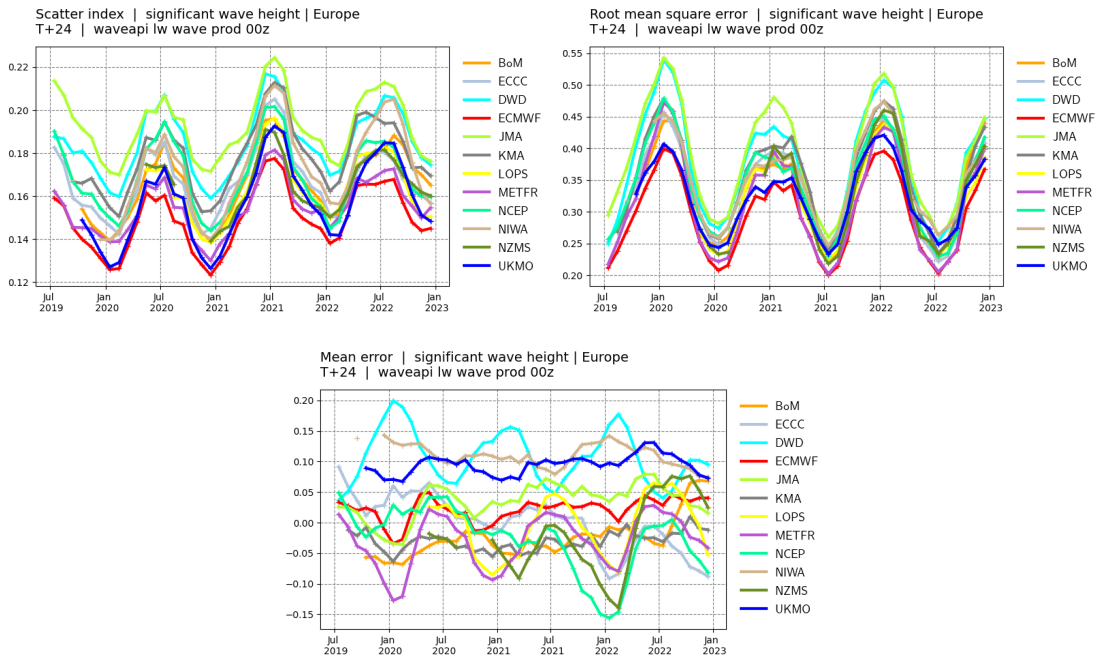 Scatter index | significant wave height | Europe
T+24 | waveapi lw wave prod 00z
0.22
0.20
0.18
0.16
0.14
0.12
Jul 2019
Jan 2020
Jul 2020
Jan 2021
Jul 2021
Jan 2022
Jul 2022
Jan 2023
BoM
ECCC
DWD
ECMWF
JMA
KMA
LOPS
METFR
NCEP
NIWA
NZMS
UKMO
Root mean square error | significant wave height | Europe
T+24 | waveapi lw wave prod 00z
0.55
0.50
0.45
0.40
0.35
0.30
0.25
0.20
Jul 2019
Jan 2020
Jul 2020
Jan 2021
Jul 2021
Jan 2022
Jul 2022
Jan 2023
BoM
ECCC
DWD
ECMWF
JMA
KMA
LOPS
METFR
NCEP
NIWA
NZMS
UKMO
Mean error | significant wave height | Europe
T+24 | waveapi lw wave prod 00z
0.20
0.15
0.10
0.05
0.00
−0.05
−0.10
−0.15
Jul 2019
Jan 2020
Jul 2020
Jan 2021
Jul 2021
Jan 2022
Jul 2022
Jan 2023
BoM
ECCC
DWD
ECMWF
JMA
KMA
LOPS
METFR
NCEP
NIWA
NZMS
UKMO